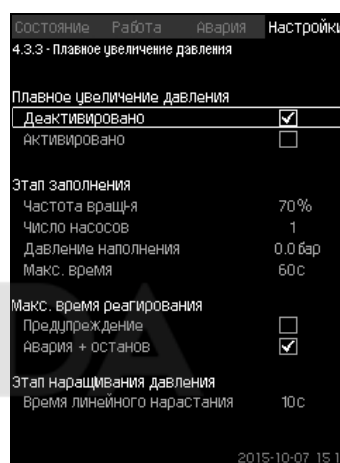 Состояние Работа Авария Настройки
4.3.3 - Плавное увеличение давления
Плавное увеличение давления
Деактивировано
Активировано
Этап заполнения
Частота вращ-я 70%
Число насосов 1
Давление наполнения 0.0 бар
Макс. время 60с
Макс. время реагирования
Предупреждение
Авария + останов
Этап наращивания давления
Время линейного нарастания 10с
2015-10-07 15:1